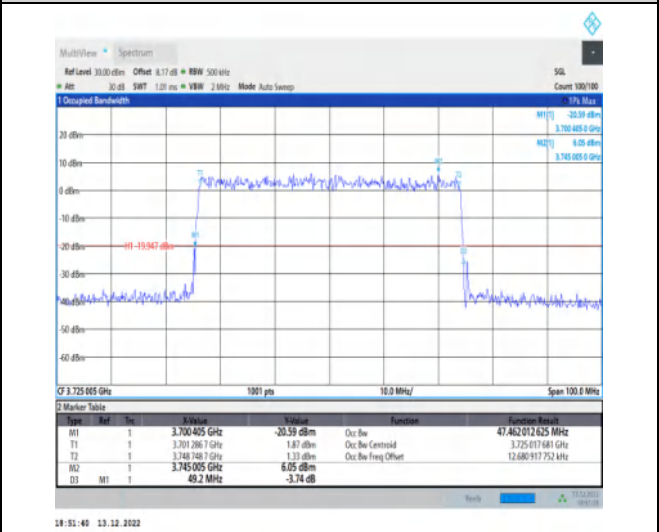 MultiView Spectrum
Ref Level 30.00 dBm Offset 8.17 dB RBW 500 kHz SGL
Att 30 dB SWT 1.01 ms VBW 2 MHz Mode Auto Sweep Count 100/100
1 Occupied Bandwidth 1Pk Max
M1[1] -20.59 dBm
3.700 405 0 GHz
M2[1] 6.05 dBm
3.745 005 0 GHz
20 dBm
10 dBm
0 dBm
-10 dBm
-20 dBm
H1 -19.947 dBm
-30 dBm
-40 dBm
-50 dBm
-60 dBm
M1
T1
M2
T2
D3
CF 3.725 005 GHz 1001 pts 10.0 MHz/ Span 100.0 MHz
2 Marker Table
Type Ref Trc X-Value Y-Value Function Function Result
M1 1 3.700 405 GHz -20.59 dBm Occ Bw 47.462 012 625 MHz
T1 1 3.701 286 7 GHz 1.87 dBm Occ Bw Centroid 3.725 017 681 GHz
T2 1 3.748 748 7 GHz 1.33 dBm Occ Bw Freq Offset 12.680 917 752 kHz
M2 1 3.745 005 GHz 6.05 dBm
D3 M1 1 49.2 MHz -3.74 dB
Ready 13.12.2022
18:51:40 13.12.2022